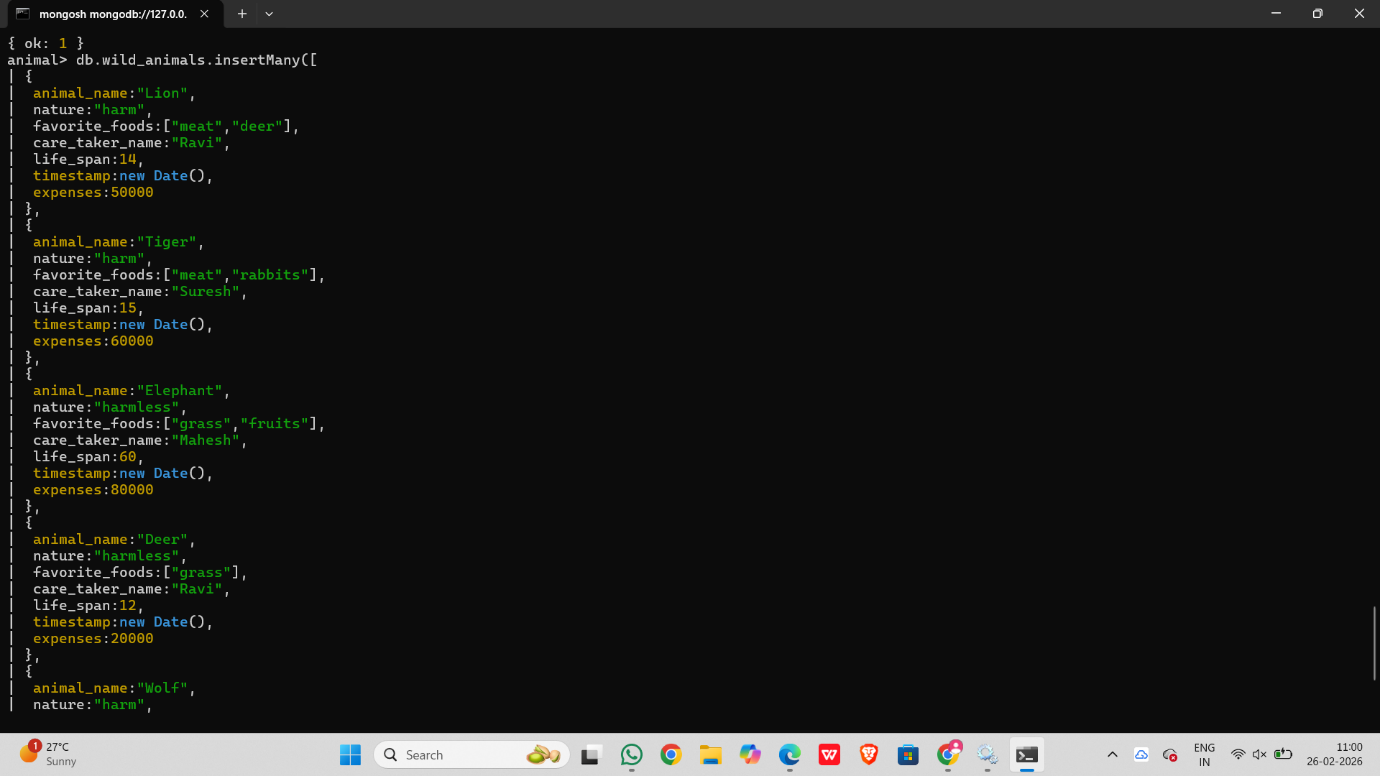 mongosh mongodb://127.0.0.
{ ok: 1 }
animal> db.wild_animals.insertMany([
| {
|  animal_name:"Lion",
|  nature:"harm",
|  favorite_foods:["meat","deer"],
|  care_taker_name:"Ravi",
|  life_span:14,
|  timestamp:new Date(),
|  expenses:50000
| },
| {
|  animal_name:"Tiger",
|  nature:"harm",
|  favorite_foods:["meat","rabbits"],
|  care_taker_name:"Suresh",
|  life_span:15,
|  timestamp:new Date(),
|  expenses:60000
| },
| {
|  animal_name:"Elephant",
|  nature:"harmless",
|  favorite_foods:["grass","fruits"],
|  care_taker_name:"Mahesh",
|  life_span:60,
|  timestamp:new Date(),
|  expenses:80000
| },
| {
|  animal_name:"Deer",
|  nature:"harmless",
|  favorite_foods:["grass"],
|  care_taker_name:"Ravi",
|  life_span:12,
|  timestamp:new Date(),
|  expenses:20000
| },
| {
|  animal_name:"Wolf",
|  nature:"harm",
1
27°C
Sunny
Search
W
ENG
IN
11:00
26-02-2026